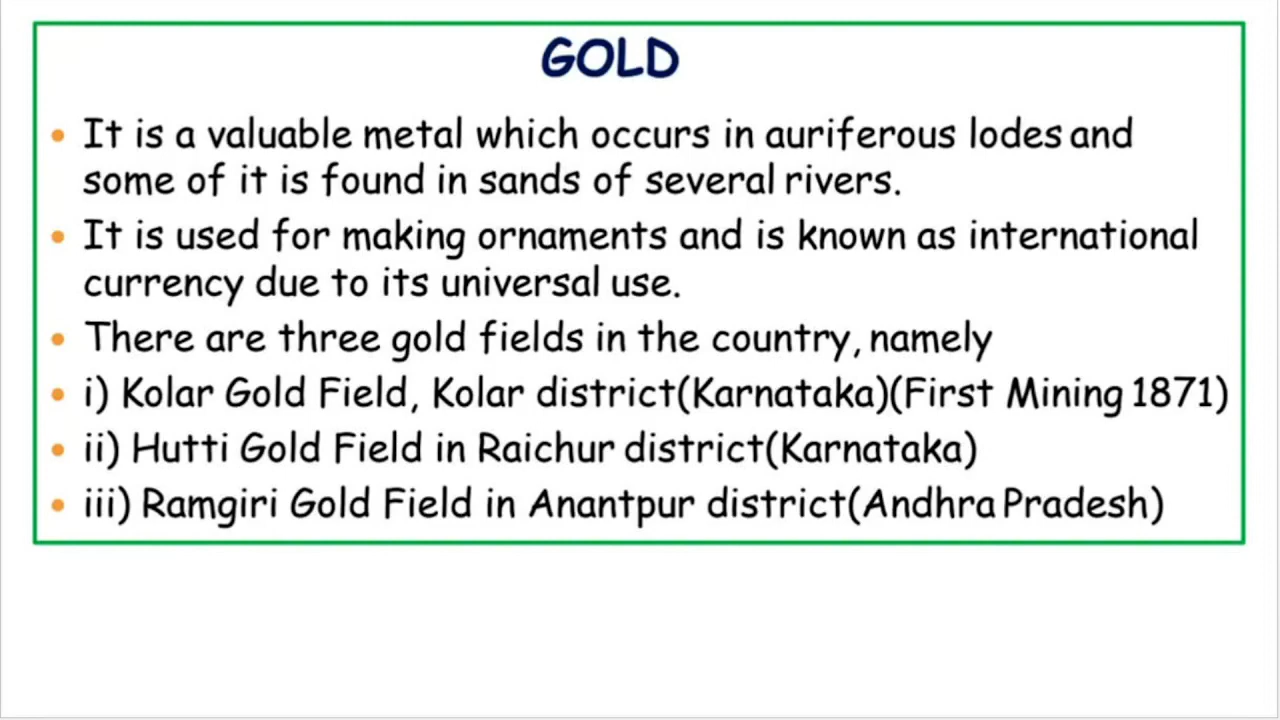 GOLD
• It is a valuable metal which occurs in auriferous lodes and
some of it is found in sands of several rivers.
• It is used for making ornaments and is known as international
currency due to its universal use.
• There are three gold fields in the country, namely
• i) Kolar Gold Field, Kolar district(Karnataka)(First Mining 1871)
• ii) Hutti Gold Field in Raichur district(Karnataka)
• iii) Ramgiri Gold Field in Anantpur district(Andhra Pradesh)